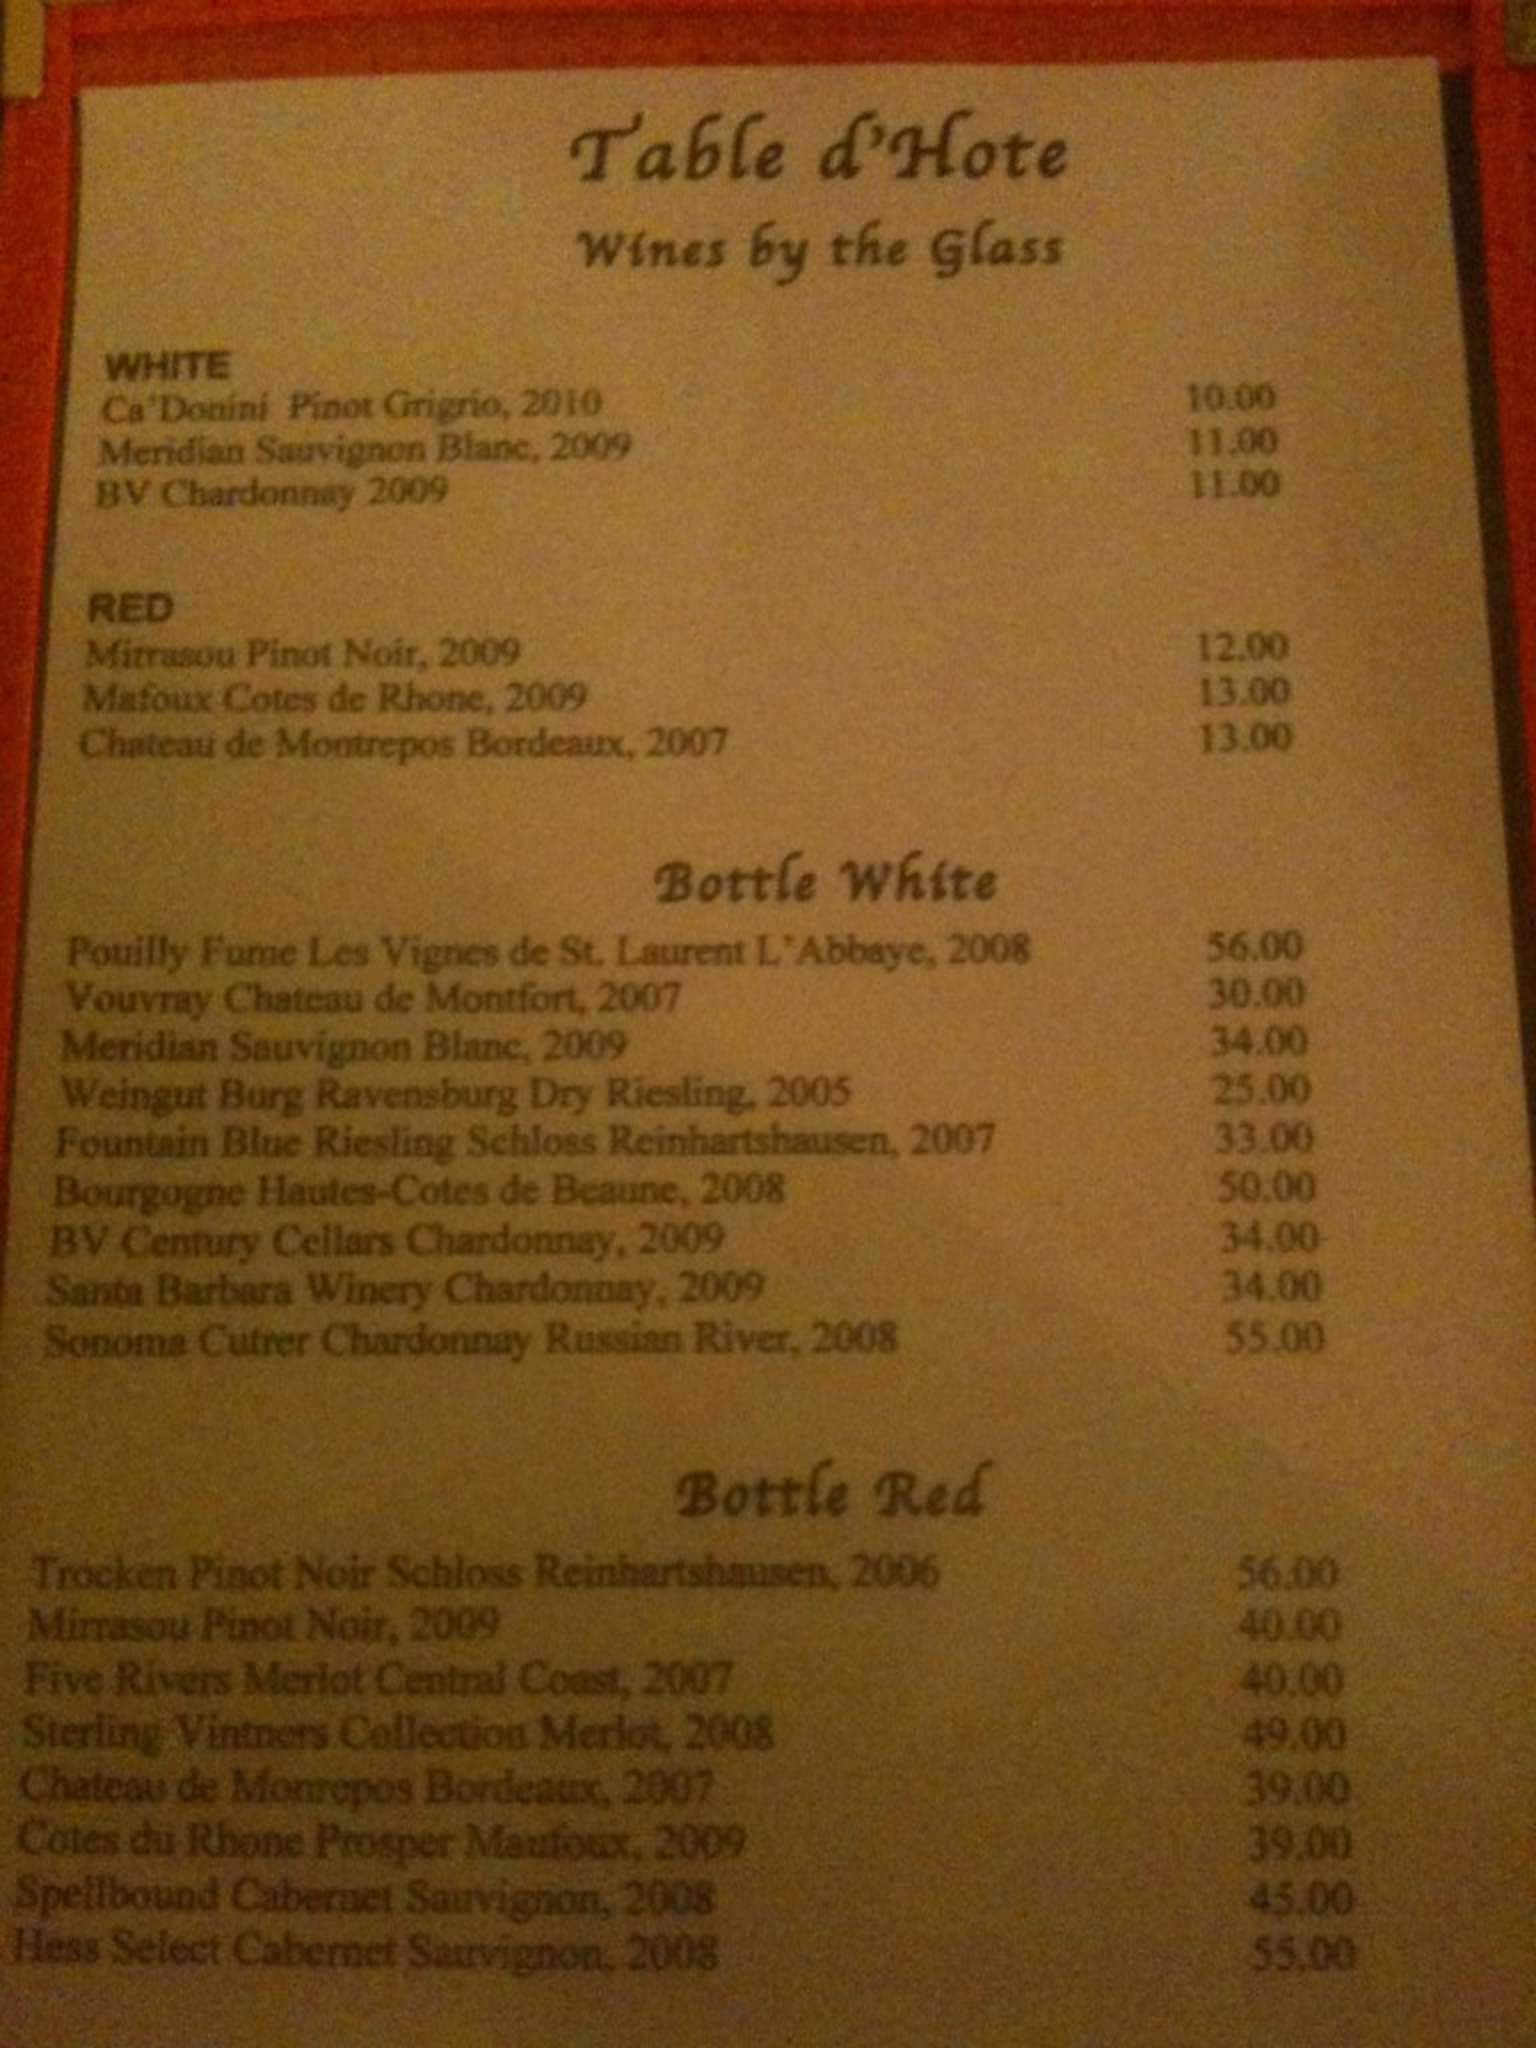 Table d'Hote
Wines by the Glass
WHITE
Ca'Donini Pinot Grigrio, 2010 10.00
Meridian Sauvignon Blanc, 2009 11.00
BV Chardonnay 2009 11.00
RED
Mirrasou Pinot Noir, 2009 12.00
Mafoux Cotes de Rhone, 2009 13.00
Chateau de Montrepos Bordeaux, 2007 13.00
Bottle White
Pouilly Fume Les Vignes de St. Laurent L'Abbaye, 2008 56.00
Vouvray Chateau de Montfort, 2007 30.00
Meridian Sauvignon Blanc, 2009 34.00
Weingut Burg Ravensburg Dry Riesling, 2005 25.00
Fountain Blue Riesling Schloss Reinhartshausen, 2007 33.00
Bourgogne Hautes-Cotes de Beaune, 2008 50.00
BV Century Cellars Chardonnay, 2009 34.00
Santa Barbara Winery Chardonnay, 2009 34.00
Sonoma Cutrer Chardonnay Russian River, 2008 55.00
Bottle Red
Trocken Pinot Noir Schloss Reinhartshausen, 2006 56.00
Mirrasou Pinot Noir, 2009 40.00
Five Rivers Merlot Central Coast, 2007 40.00
Sterling Vintners Collection Merlot, 2008 49.00
Chateau de Monrepos Bordeaux, 2007 39.00
Cotes du Rhone Prosper Maufoux, 2009 39.00
Spellbound Cabernet Sauvignon, 2008 45.00
Hess Select Cabernet Sauvignon, 2008 55.00